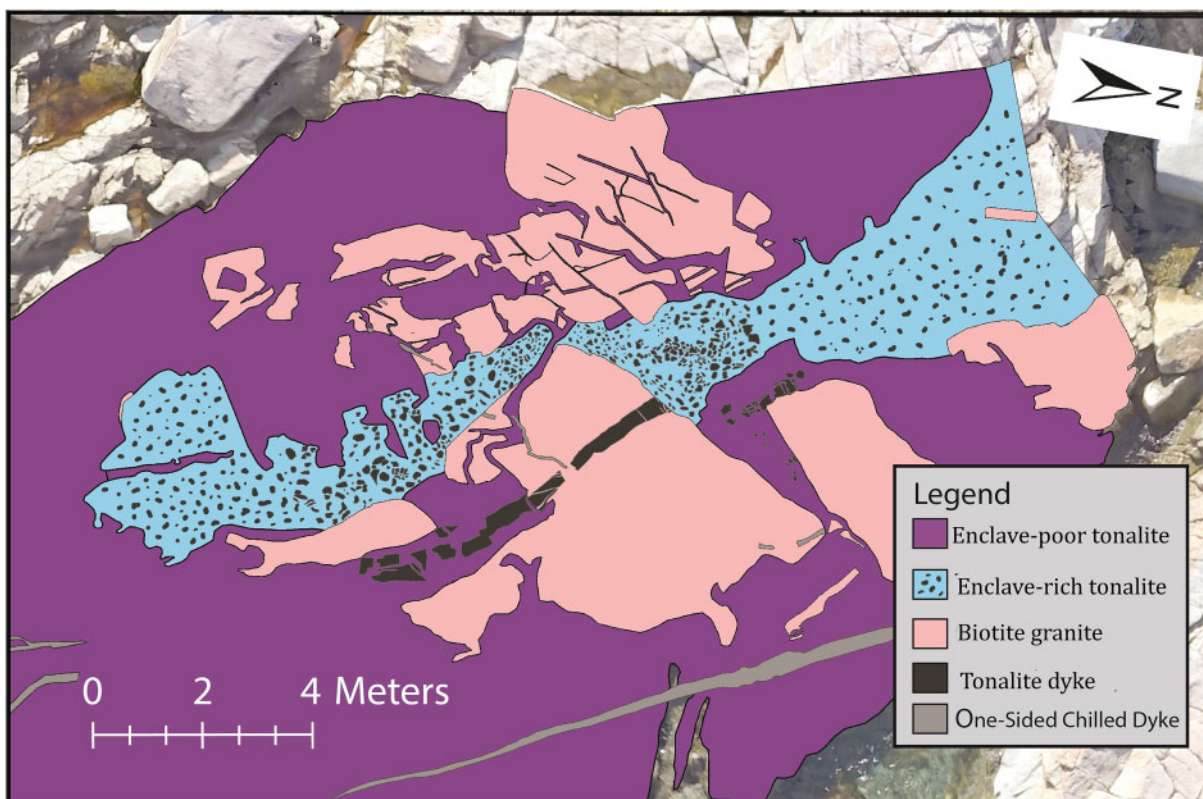 N
Legend
Enclave-poor tonalite
Enclave-rich tonalite
Biotite granite
Tonalite dyke
One-Sided Chilled Dyke
0 2 4 Meters